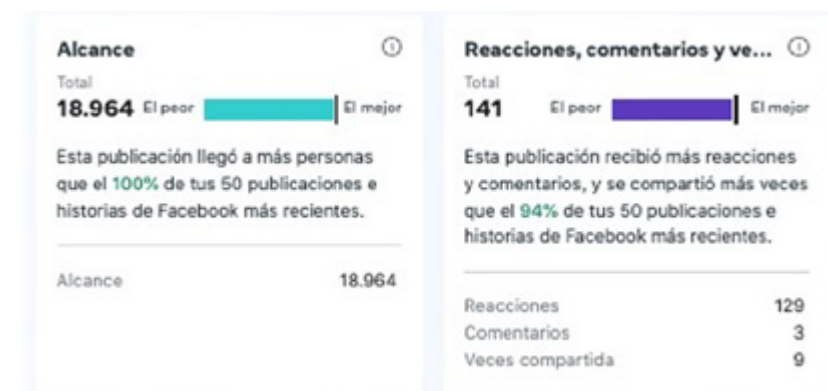 Alcance
Total
18.964 El peor El mejor
Esta publicación llegó a más personas
que el 100% de tus 50 publicaciones e
historias de Facebook más recientes.
Alcance 18.964
Reacciones, comentarios y ve...
Total
141 El peor El mejor
Esta publicación recibió más reacciones
y comentarios, y se compartió más veces
que el 94% de tus 50 publicaciones e
historias de Facebook más recientes.
Reacciones 129
Comentarios 3
Veces compartida 9